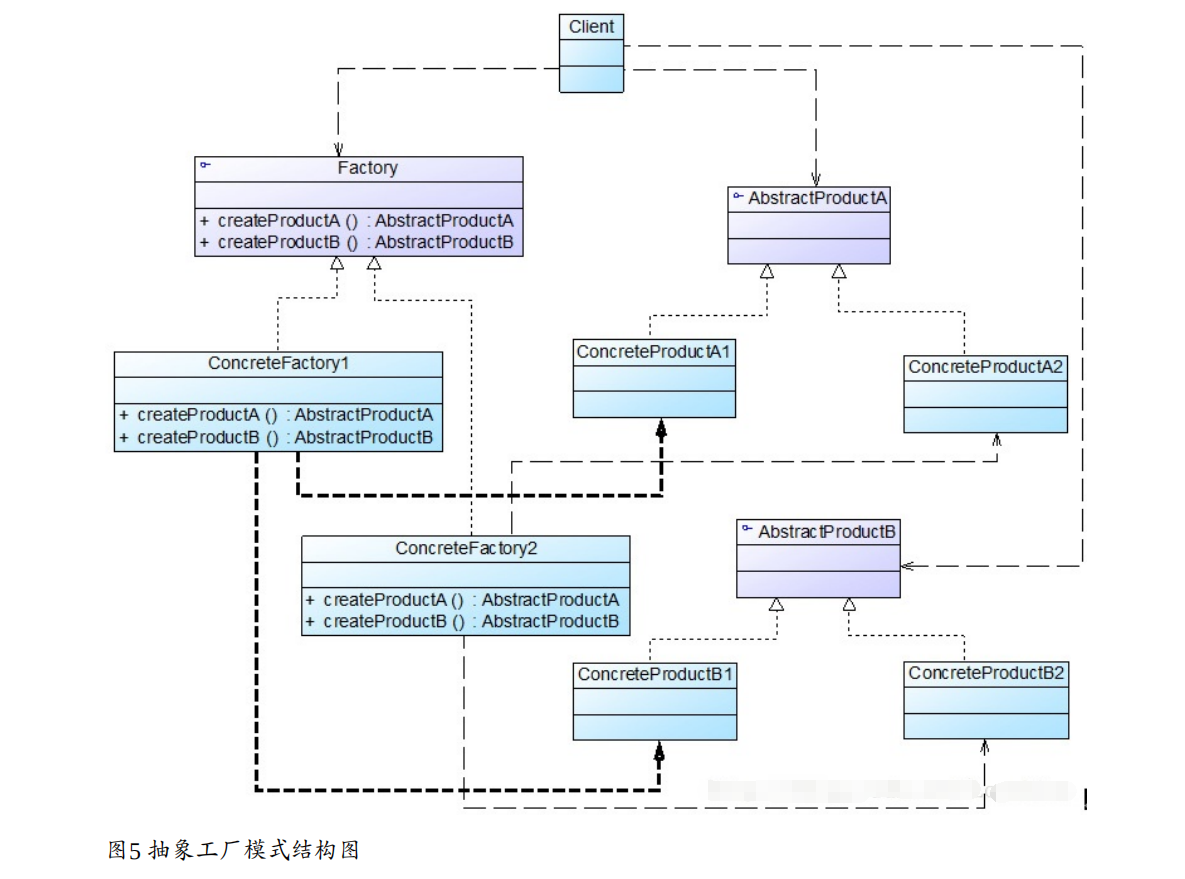 Client
Factory
+ createProductA () : AbstractProductA
+ createProductB () : AbstractProductB
AbstractProductA
ConcreteFactory1
+ createProductA () : AbstractProductA
+ createProductB () : AbstractProductB
ConcreteProductA1
ConcreteProductA2
ConcreteFactory2
+ createProductA () : AbstractProductA
+ createProductB () : AbstractProductB
AbstractProductB
ConcreteProductB1
ConcreteProductB2
图5 抽象工厂模式结构图